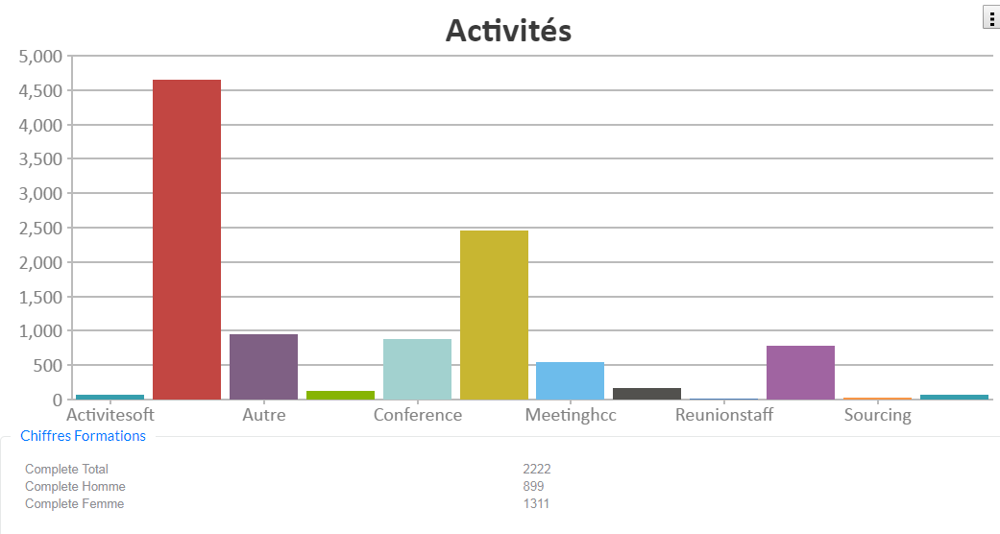 Activités
5,000
4,500
4,000
3,500
3,000
2,500
2,000
1,500
1,000
500
0
Activitesoft Autre Conference Meetinghcc Reunionstaff Sourcing
Chiffres Formations
Complete Total 2222
Complete Homme 899
Complete Femme 1311